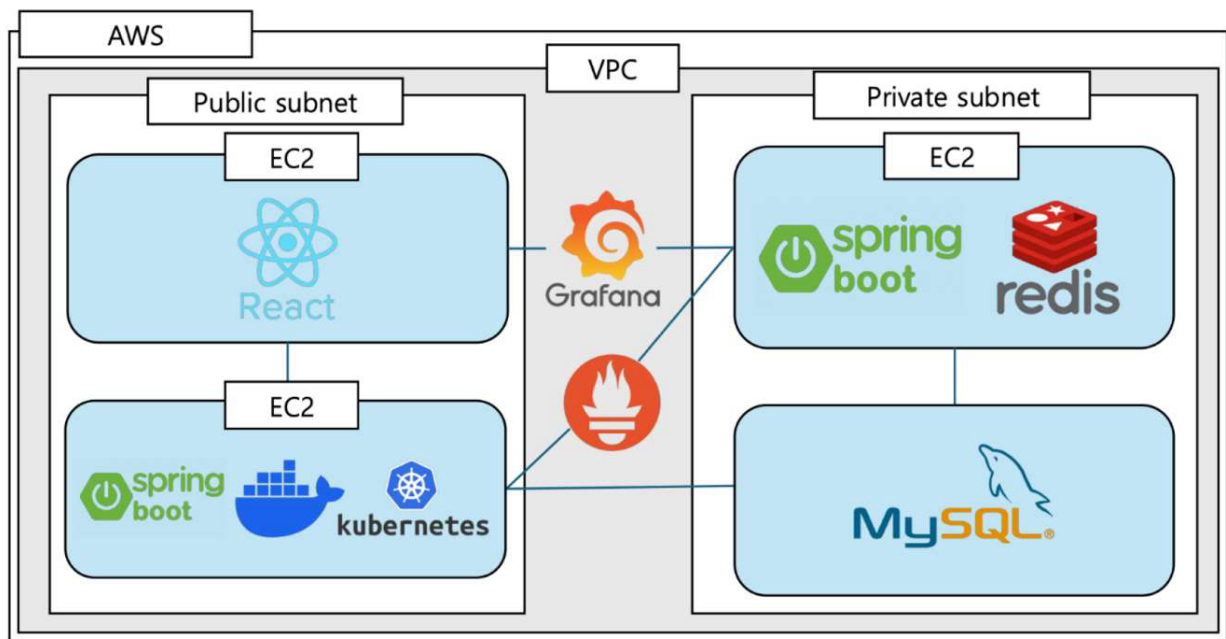 AWS
VPC
Public subnet
Private subnet
EC2
EC2
React
Grafana
spring
boot
redis
EC2
spring
boot
kubernetes
MySQL®